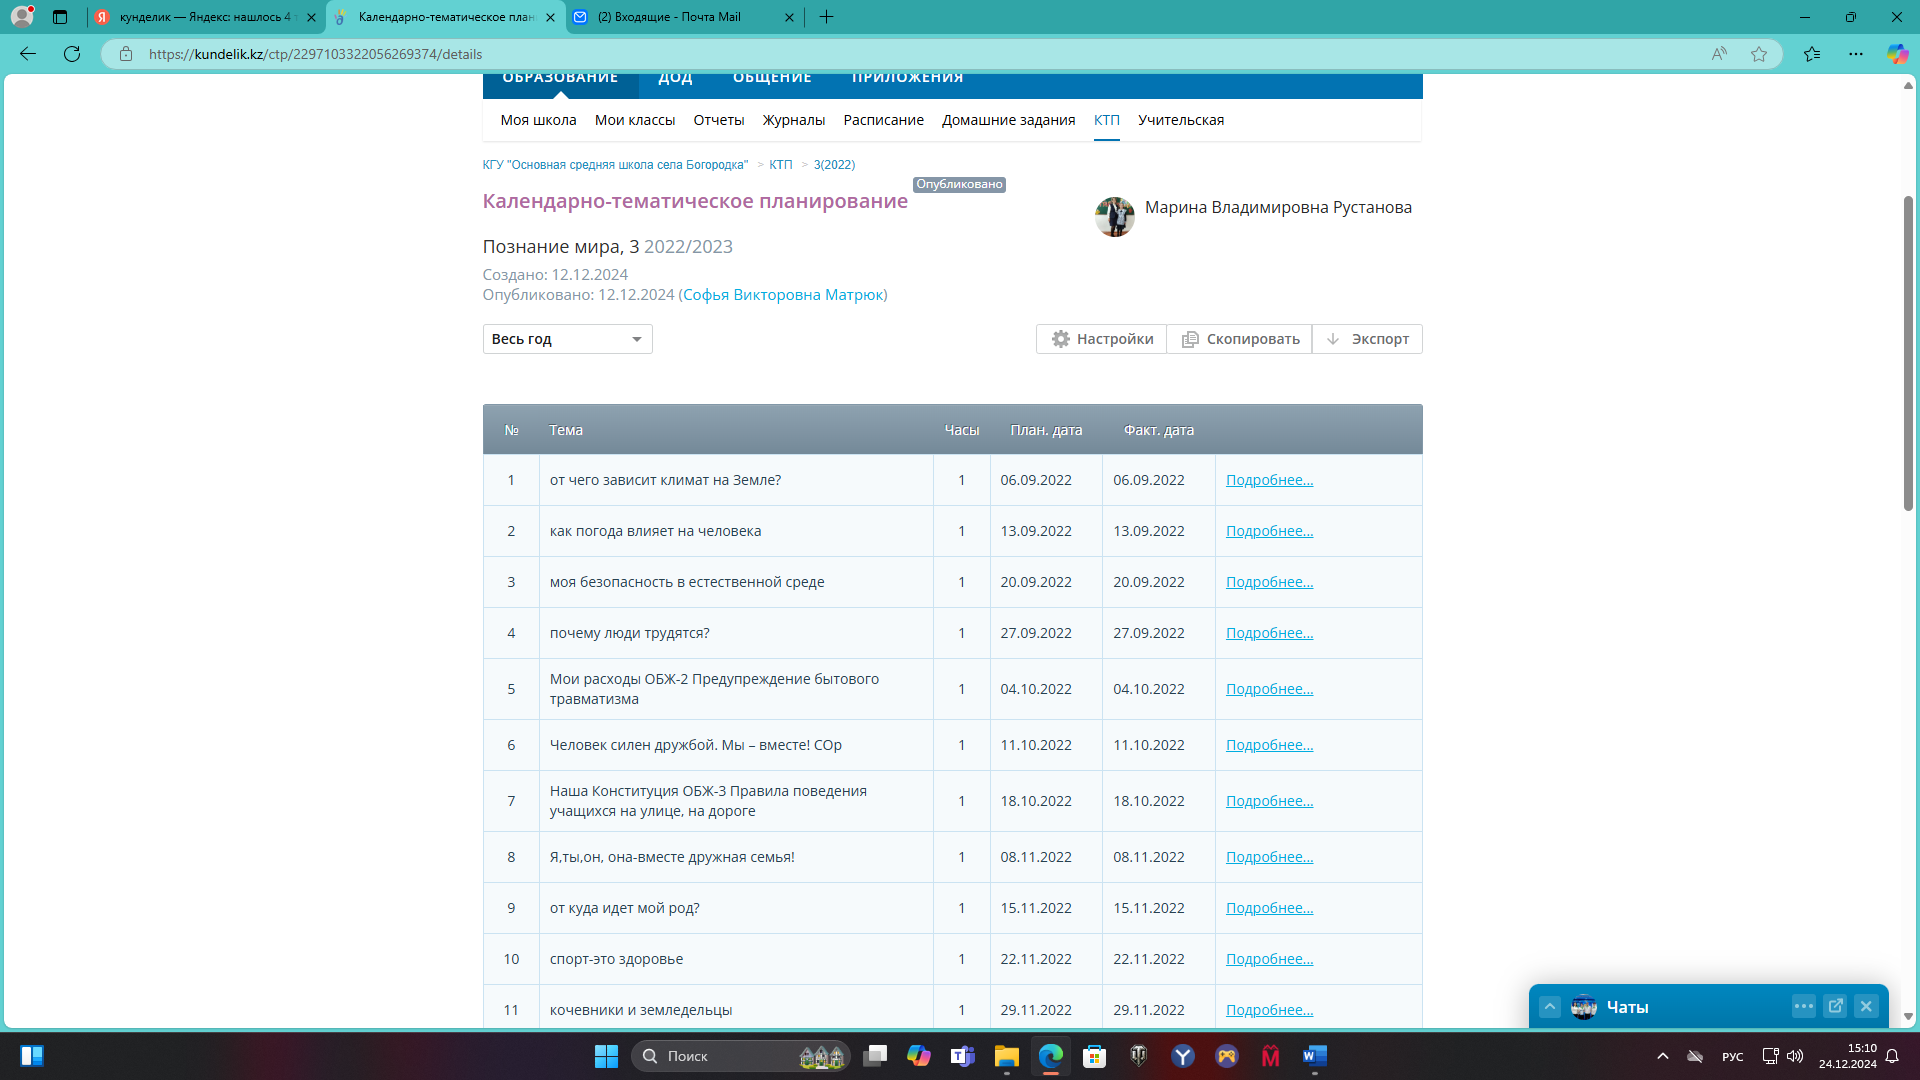 кунделик — Яндекс: нашлось 4 т
Календарно-тематическое план
(2) Входящие - Почта Mail
https://kundelik.kz/ctp/2297103322056269374/details
ОБРАЗОВАНИЕ ДОД ОБЩЕНИЕ ПРИЛОЖЕНИЯ
Моя школа Мои классы Отчеты Журналы Расписание Домашние задания КТП Учительская
КГУ "Основная средняя школа села Богородка" > КТП > 3(2022)
Календарно-тематическое планирование Опубликовано
Марина Владимировна Рустанова
Познание мира, 3 2022/2023
Создано: 12.12.2024
Опубликовано: 12.12.2024 (Софья Викторовна Матрюк)
Весь год Настройки Скопировать Экспорт
№ Тема Часы План. дата Факт. дата
1 от чего зависит климат на Земле? 1 06.09.2022 06.09.2022 Подробнее...
2 как погода влияет на человека 1 13.09.2022 13.09.2022 Подробнее...
3 моя безопасность в естественной среде 1 20.09.2022 20.09.2022 Подробнее...
4 почему люди трудятся? 1 27.09.2022 27.09.2022 Подробнее...
5 Мои расходы ОБЖ-2 Предупреждение бытового
травматизма 1 04.10.2022 04.10.2022 Подробнее...
6 Человек силен дружбой. Мы – вместе! СОр 1 11.10.2022 11.10.2022 Подробнее...
7 Наша Конституция ОБЖ-3 Правила поведения
учащихся на улице, на дороге 1 18.10.2022 18.10.2022 Подробнее...
8 Я,ты,он, она-вместе дружная семья! 1 08.11.2022 08.11.2022 Подробнее...
9 от куда идет мой род? 1 15.11.2022 15.11.2022 Подробнее...
10 спорт-это здоровье 1 22.11.2022 22.11.2022 Подробнее...
11 кочевники и земледельцы 1 29.11.2022 29.11.2022 Подробнее...
Чаты
Поиск
РУС
15:10
24.12.2024